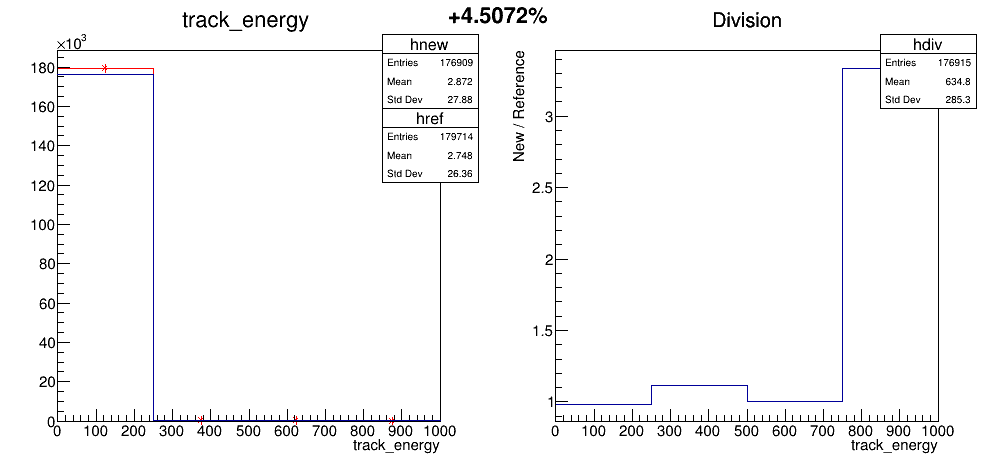 +4.5072%
track_energy
×10³
hnew
Entries 176909
Mean 2.872
Std Dev 27.88
href
Entries 179714
Mean 2.748
Std Dev 26.36
180
160
140
120
100
80
60
40
20
0
0 100 200 300 400 500 600 700 800 900 1000
track_energy
Division
hdiv
Entries 176915
Mean 634.8
Std Dev 285.3
New / Reference
3
2.5
2
1.5
1
0 100 200 300 400 500 600 700 800 900 1000
track_energy